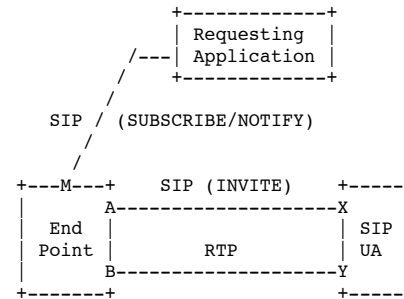 Requesting
Application
SIP (SUBSCRIBE/NOTIFY)
M
SIP (INVITE)
A X
End SIP
Point RTP UA
B Y